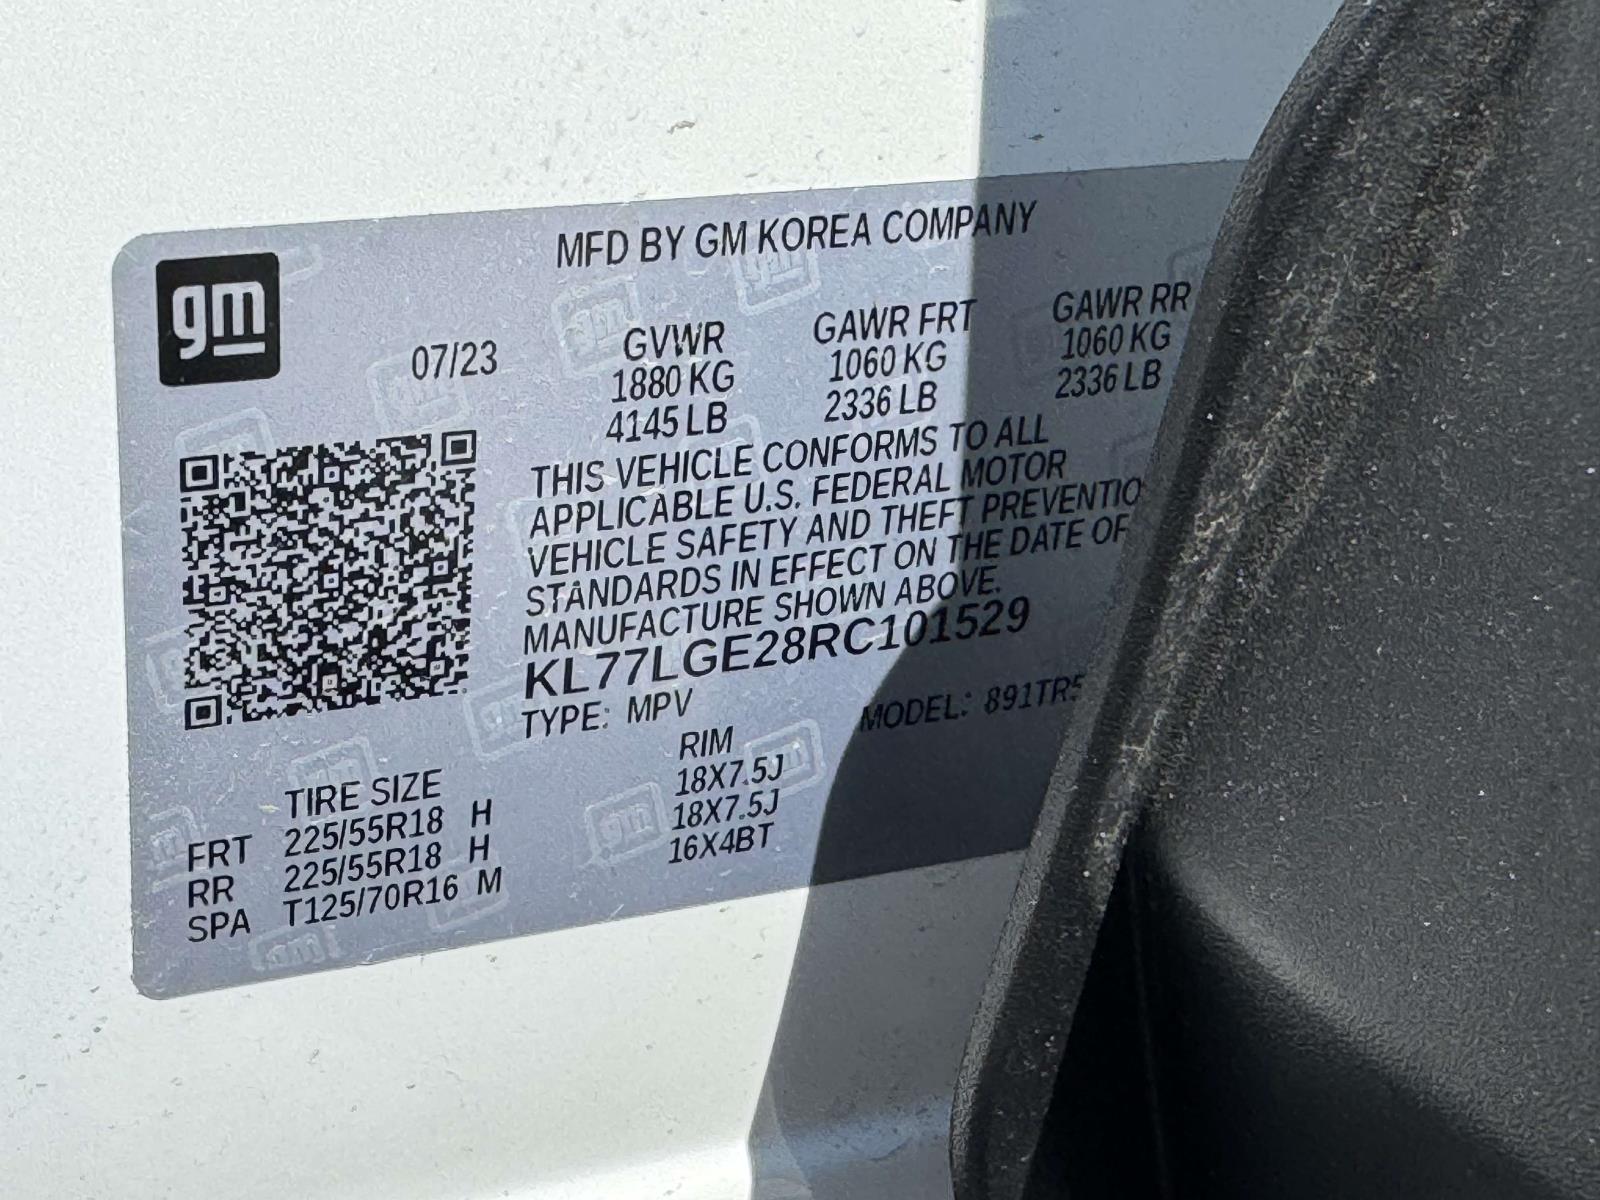 gm
MFD BY GM KOREA COMPANY
07/23 GVWR GAWR FRT GAWR RR
1880 KG 1060 KG 1060 KG
4145 LB 2336 LB 2336 LB
THIS VEHICLE CONFORMS TO ALL
APPLICABLE U.S. FEDERAL MOTOR
VEHICLE SAFETY AND THEFT PREVENTIO
STANDARDS IN EFFECT ON THE DATE OF
MANUFACTURE SHOWN ABOVE.
KL77LGE28RC101529
TYPE: MPV MODEL: 891TR5
TIRE SIZE RIM
FRT 225/55R18 H 18X7.5J
RR 225/55R18 H 18X7.5J
SPA T125/70R16 M 16X4BT